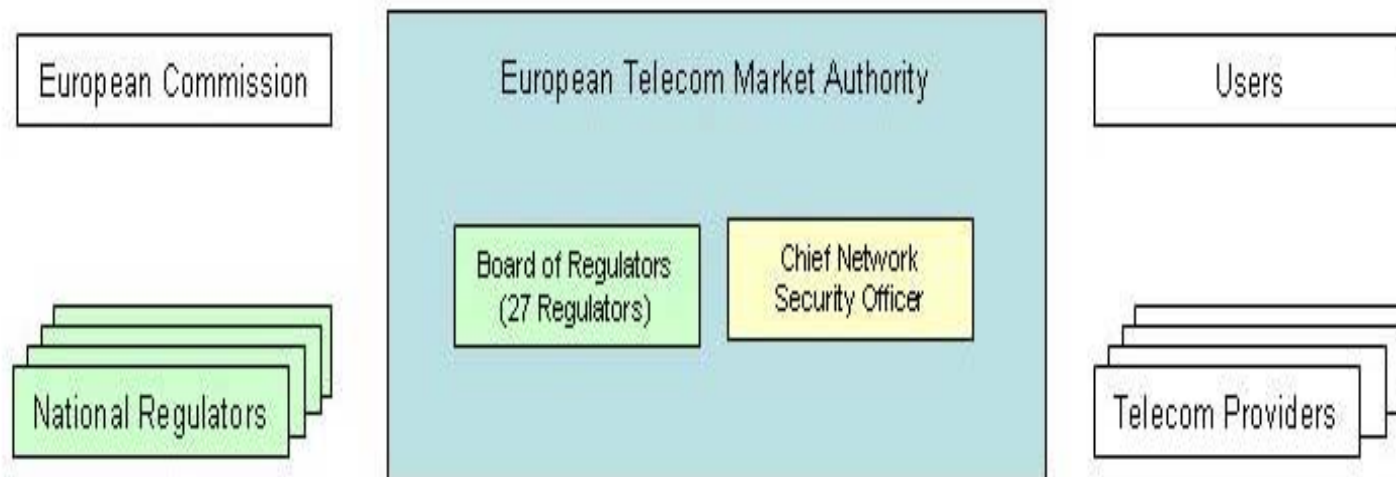 European Commission
European Telecom Market Authority
Users
Board of Regulators
(27 Regulators)
Chief Network
Security Officer
National Regulators
Telecom Providers